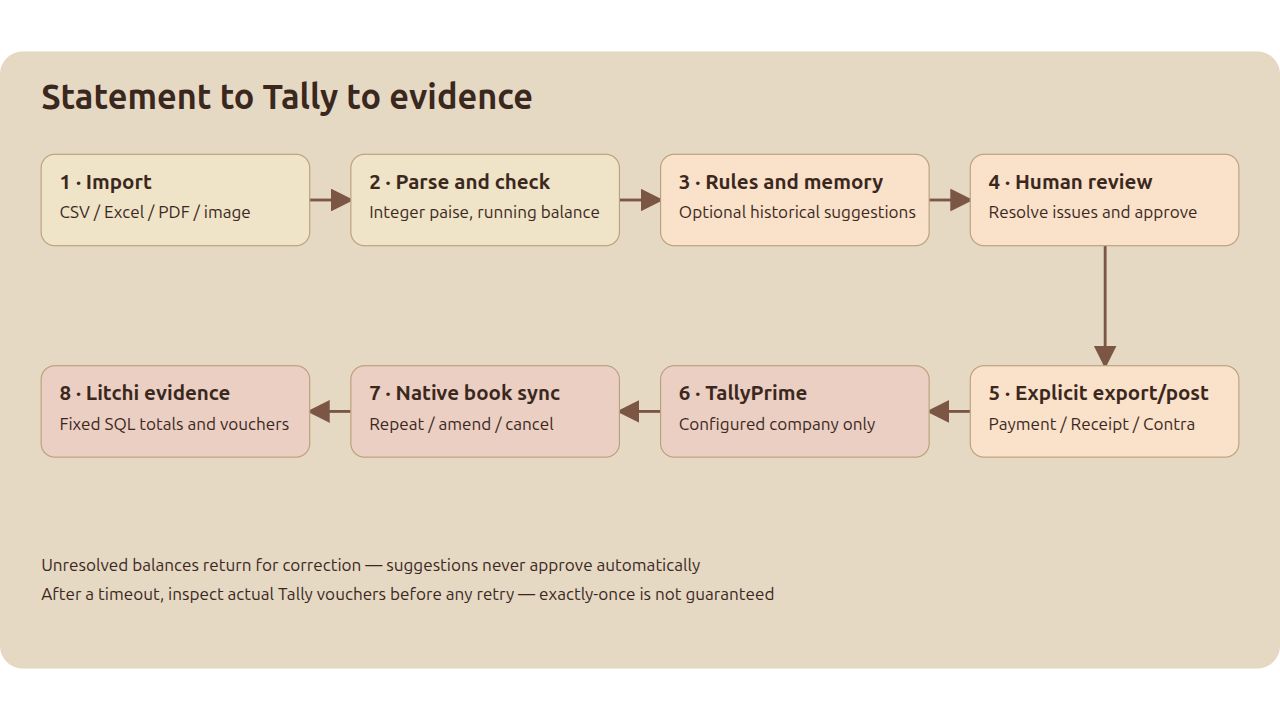 Statement to Tally to evidence
1 · Import
CSV / Excel / PDF / image
2 · Parse and check
Integer paise, running balance
3 · Rules and memory
Optional historical suggestions
4 · Human review
Resolve issues and approve
5 · Explicit export/post
Payment / Receipt / Contra
6 · TallyPrime
Configured company only
7 · Native book sync
Repeat / amend / cancel
8 · Litchi evidence
Fixed SQL totals and vouchers
Unresolved balances return for correction — suggestions never approve automatically
After a timeout, inspect actual Tally vouchers before any retry — exactly-once is not guaranteed